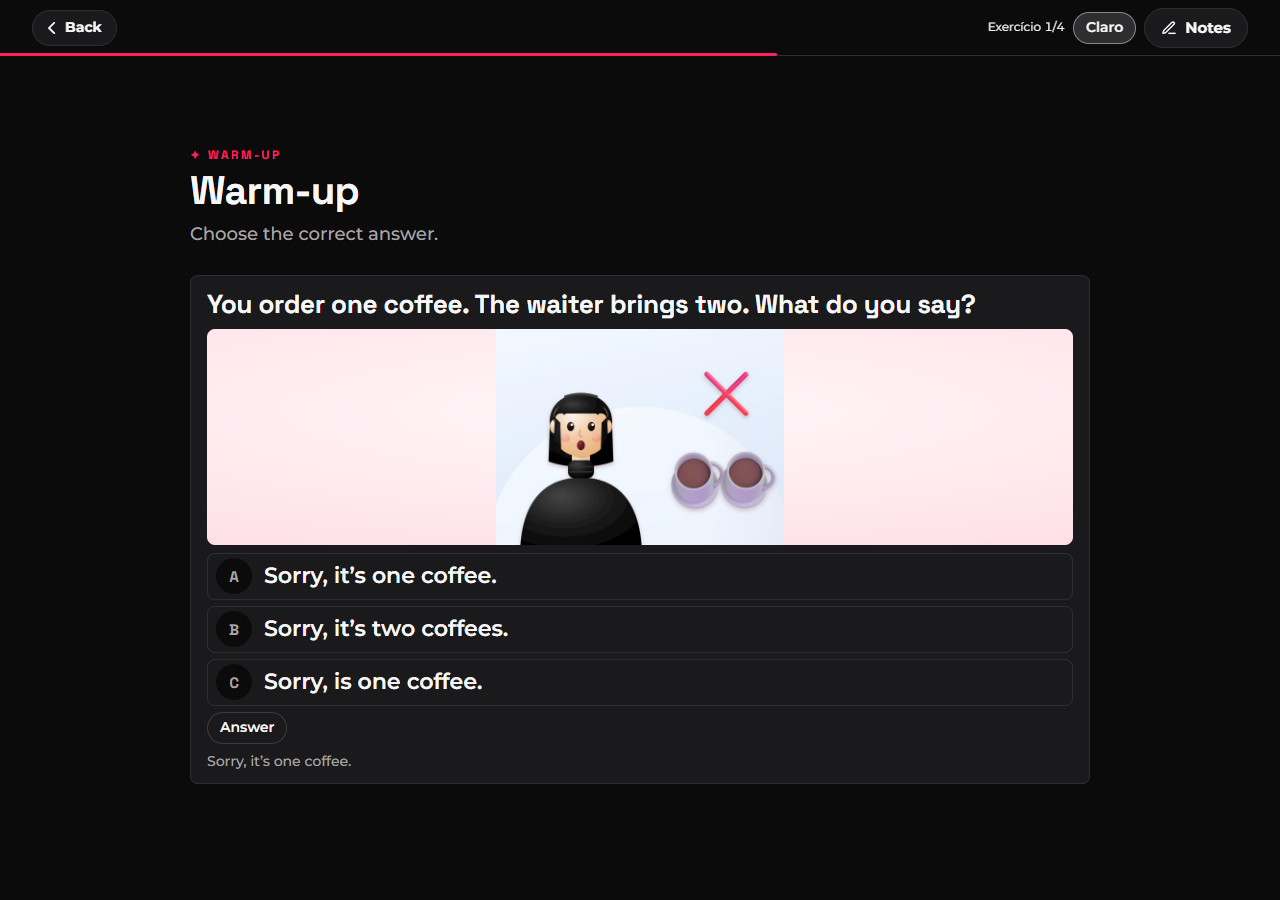 Back
Exercício 1/4
Claro
Notes
✦ WARM-UP
Warm-up
Choose the correct answer.
You order one coffee. The waiter brings two. What do you say?
A Sorry, it’s one coffee.
B Sorry, it’s two coffees.
C Sorry, is one coffee.
Answer
Sorry, it’s one coffee.